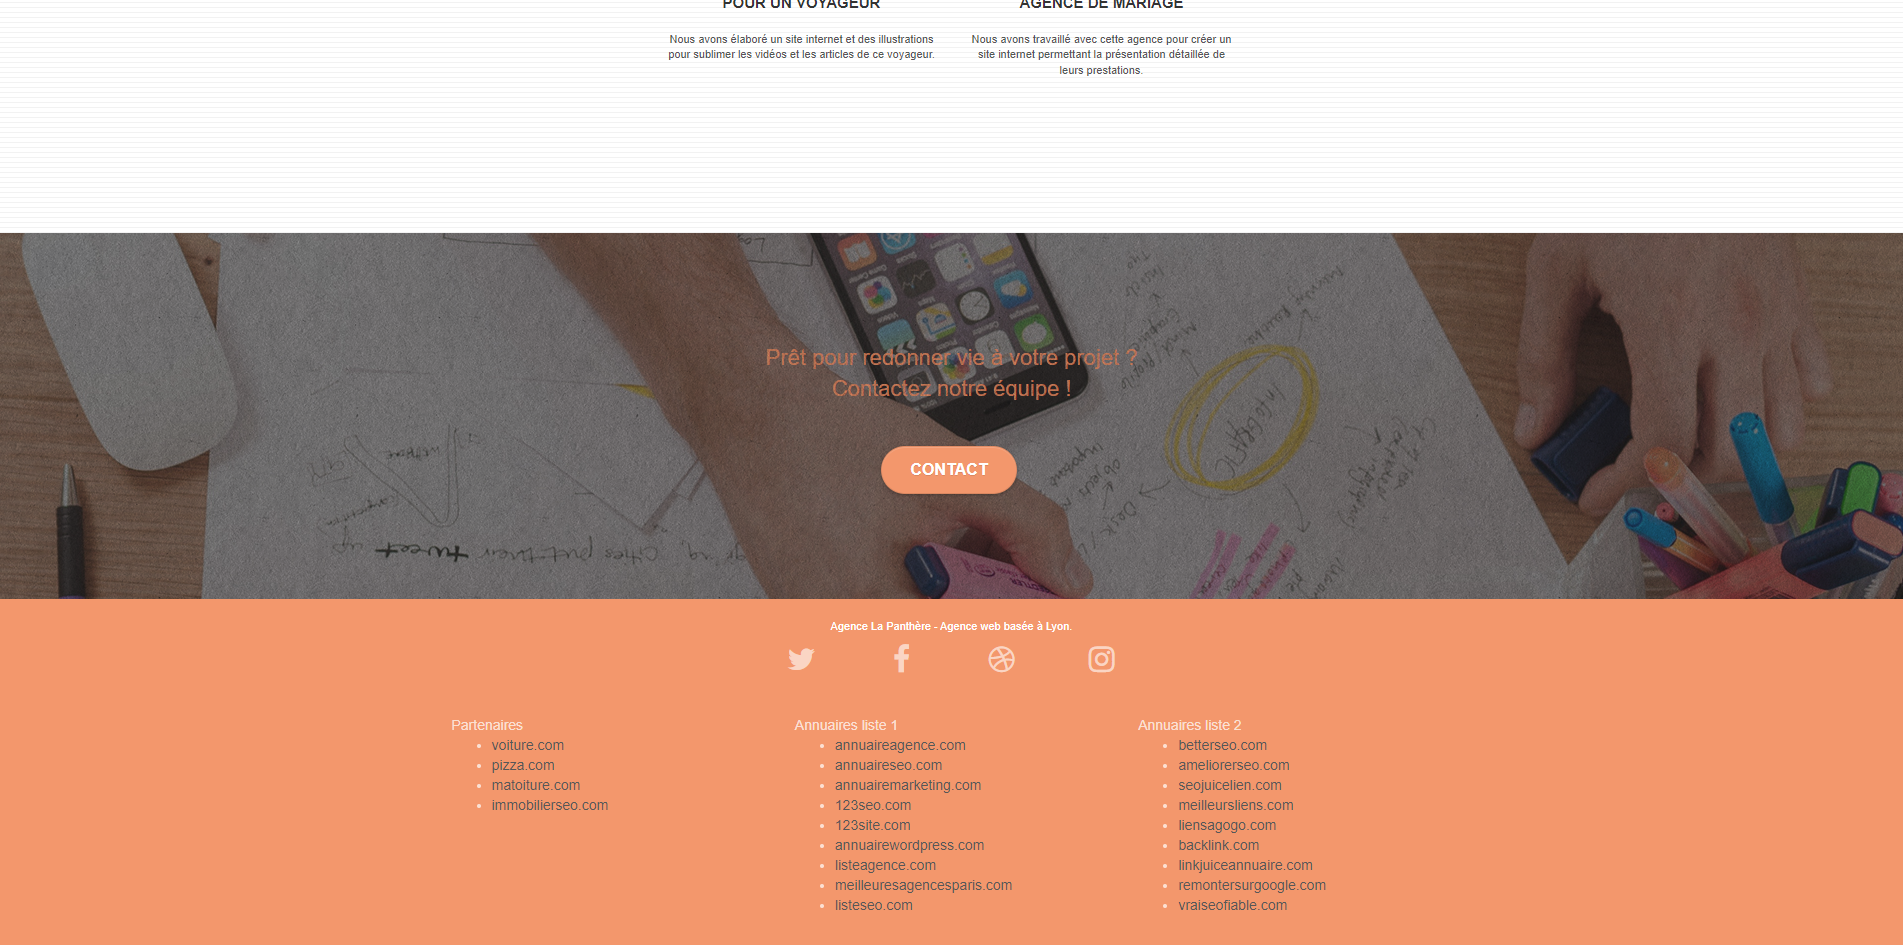 POUR UN VOYAGEUR
Nous avons élaboré un site internet et des illustrations
pour sublimer les vidéos et les articles de ce voyageur.
AGENCE DE MARIAGE
Nous avons travaillé avec cette agence pour créer un
site internet permettant la présentation détaillée de
leurs prestations.
Prêt pour redonner vie à votre projet ?
Contactez notre équipe !
CONTACT
Agence La Panthère - Agence web basée à Lyon.
Partenaires
voiture.com
pizza.com
matoiture.com
immobilierseo.com
Annuaires liste 1
annuaireagence.com
annuaireseo.com
annuairemarketing.com
123seo.com
123site.com
annuairewordpress.com
listeagence.com
meilleuresagencesparis.com
listeseo.com
Annuaires liste 2
betterseo.com
ameliorerseo.com
seojuicelien.com
meilleursliens.com
liensagogo.com
backlink.com
linkjuiceannuaire.com
remontersurgoogle.com
vraiseofiable.com